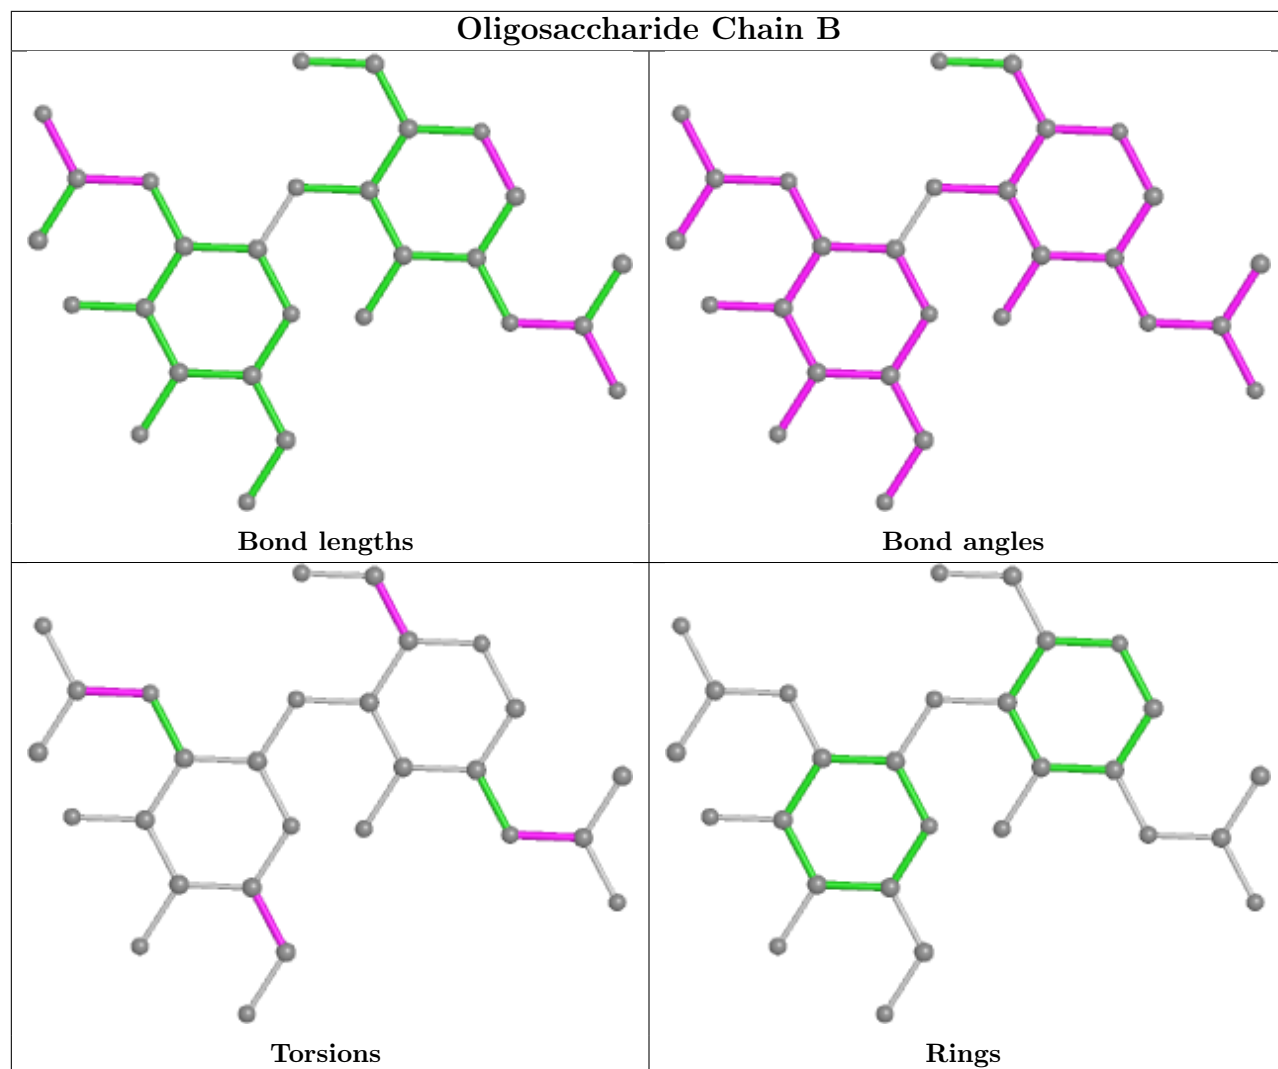 Oligosaccharide Chain B
Bond lengths
Bond angles
Torsions
Rings